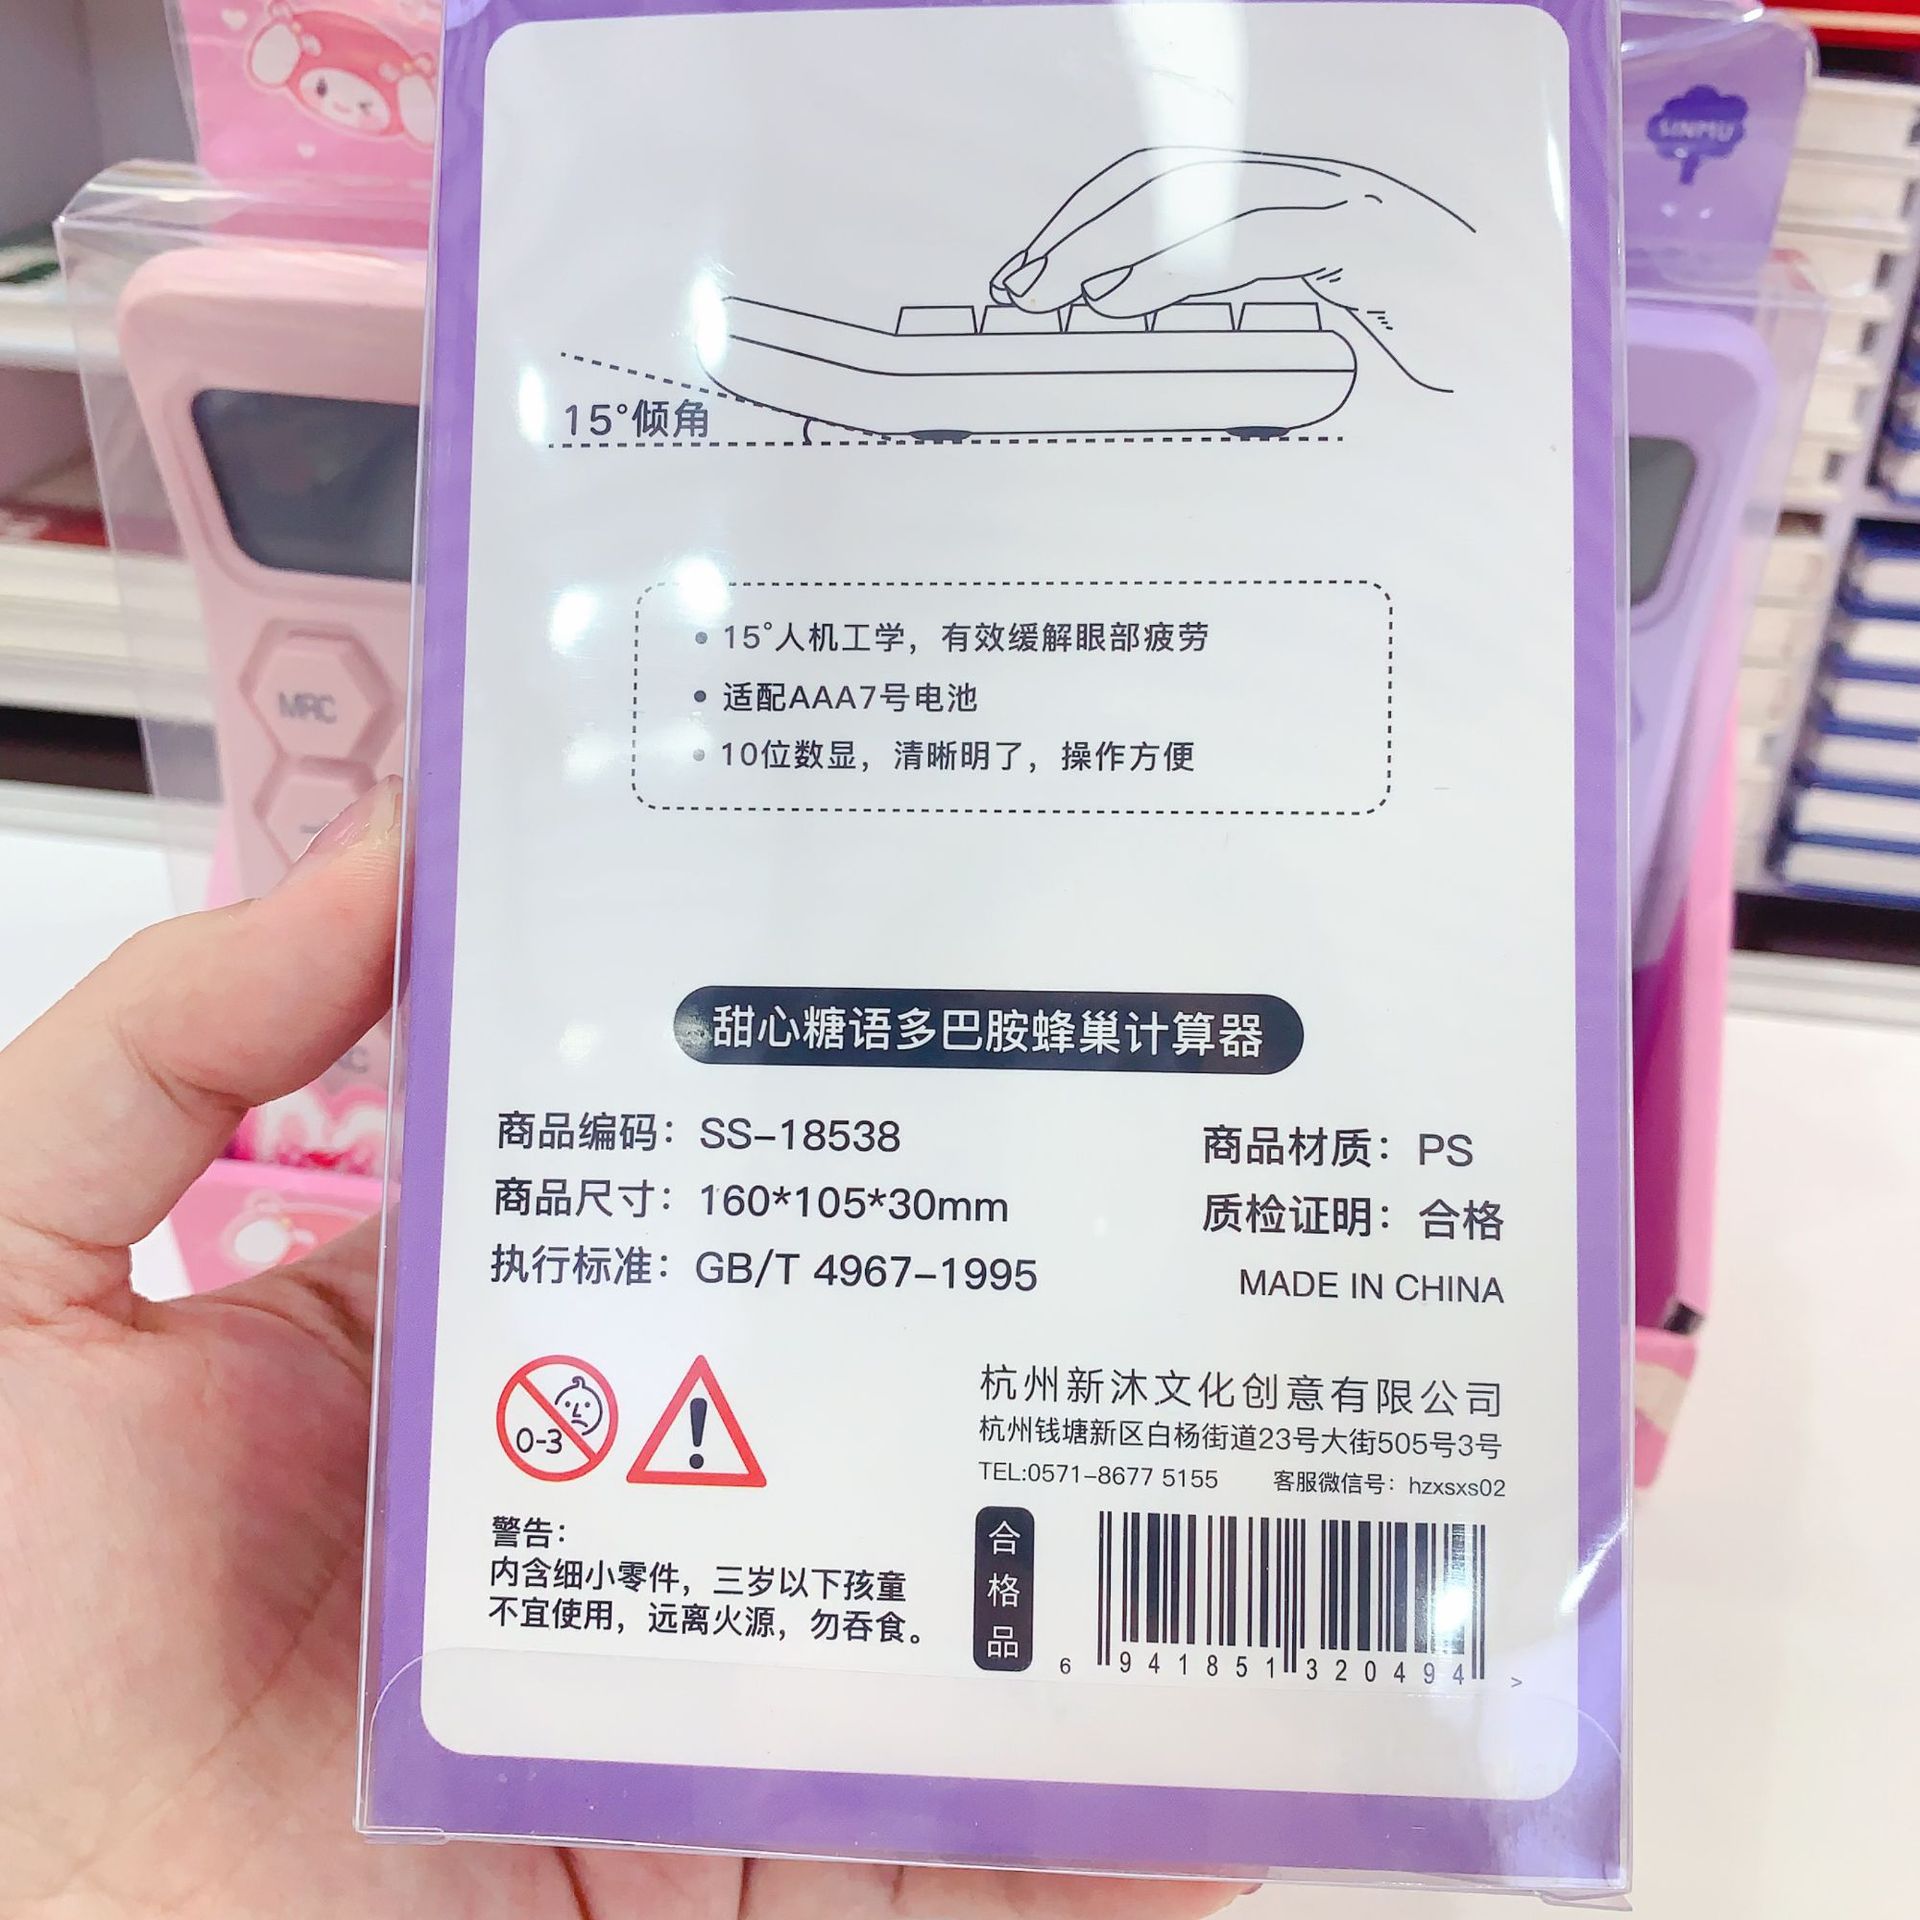 SINMU
15°倾角
MRC
15°人机工学，有效缓解眼部疲劳
适配AAA7号电池
10位数显，清晰明了，操作方便
甜心糖语多巴胺蜂巢计算器
商品编码：SS-18538
商品材质：PS
商品尺寸：160*105*30mm
质检证明：合格
执行标准：GB/T 4967-1995
MADE IN CHINA
0-3
杭州新沐文化创意有限公司
杭州钱塘新区白杨街道23号大街505号3号
TEL:0571-8677 5155 客服微信号：hzxsxs02
警告：
内含细小零件，三岁以下孩童
不宜使用，远离火源，勿吞食。
合格品
6 941851 320494 >